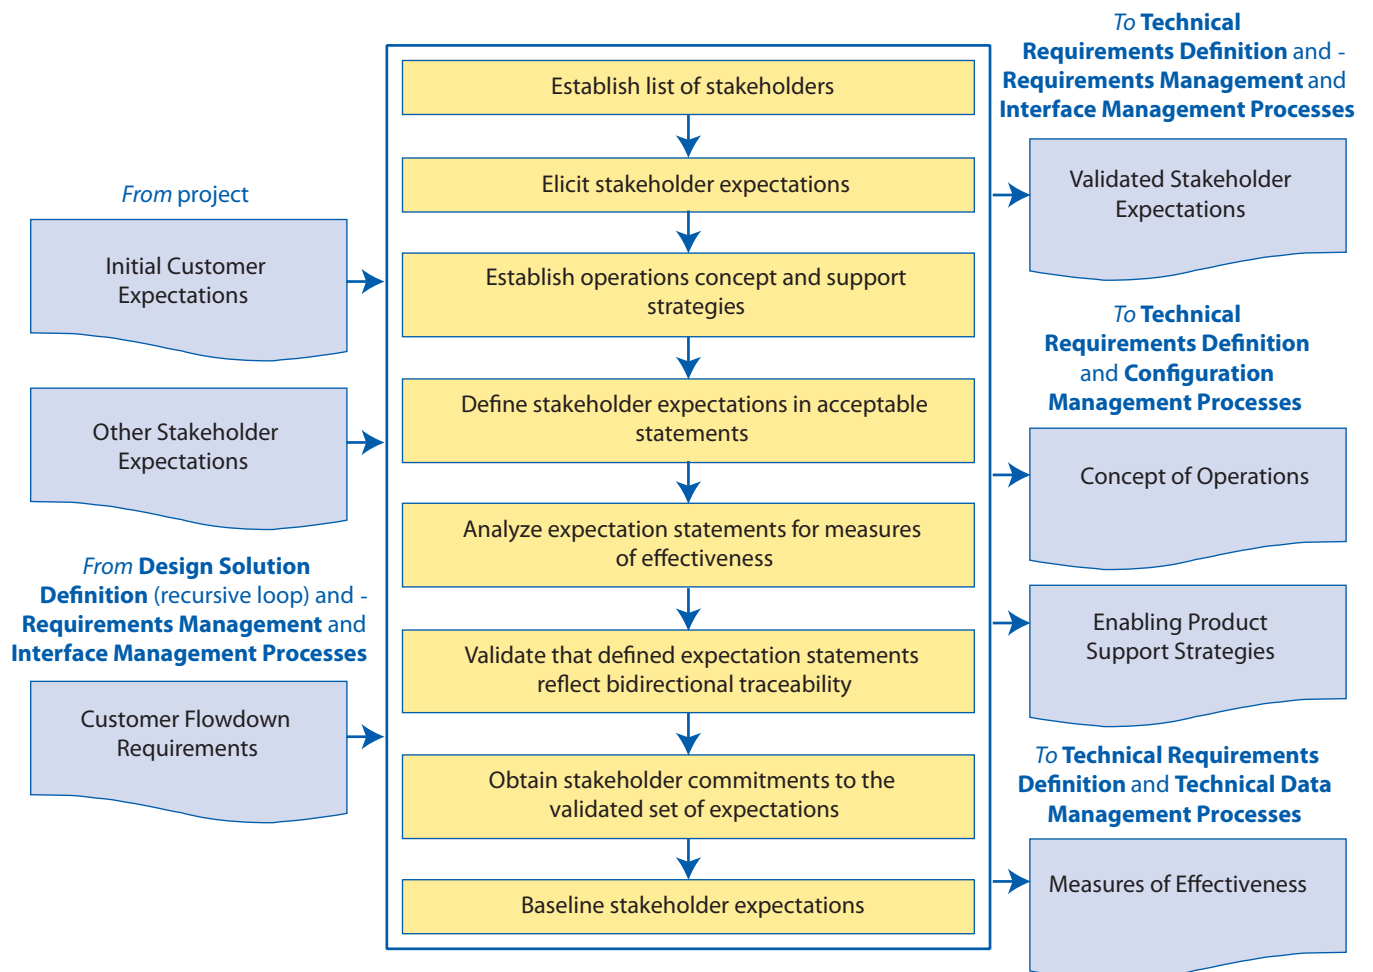 From project
Initial Customer
Expectations
Other Stakeholder
Expectations
From Design Solution
Definition (recursive loop) and -
Requirements Management and
Interface Management Processes
Customer Flowdown
Requirements
Establish list of stakeholders
Elicit stakeholder expectations
Establish operations concept and support
strategies
Define stakeholder expectations in acceptable
statements
Analyze expectation statements for measures
of effectiveness
Validate that defined expectation statements
reflect bidirectional traceability
Obtain stakeholder commitments to the
validated set of expectations
Baseline stakeholder expectations
To Technical
Requirements Definition and -
Requirements Management and
Interface Management Processes
Validated Stakeholder
Expectations
To Technical
Requirements Definition
and Configuration
Management Processes
Concept of Operations
Enabling Product
Support Strategies
To Technical Requirements
Definition and Technical Data
Management Processes
Measures of Effectiveness